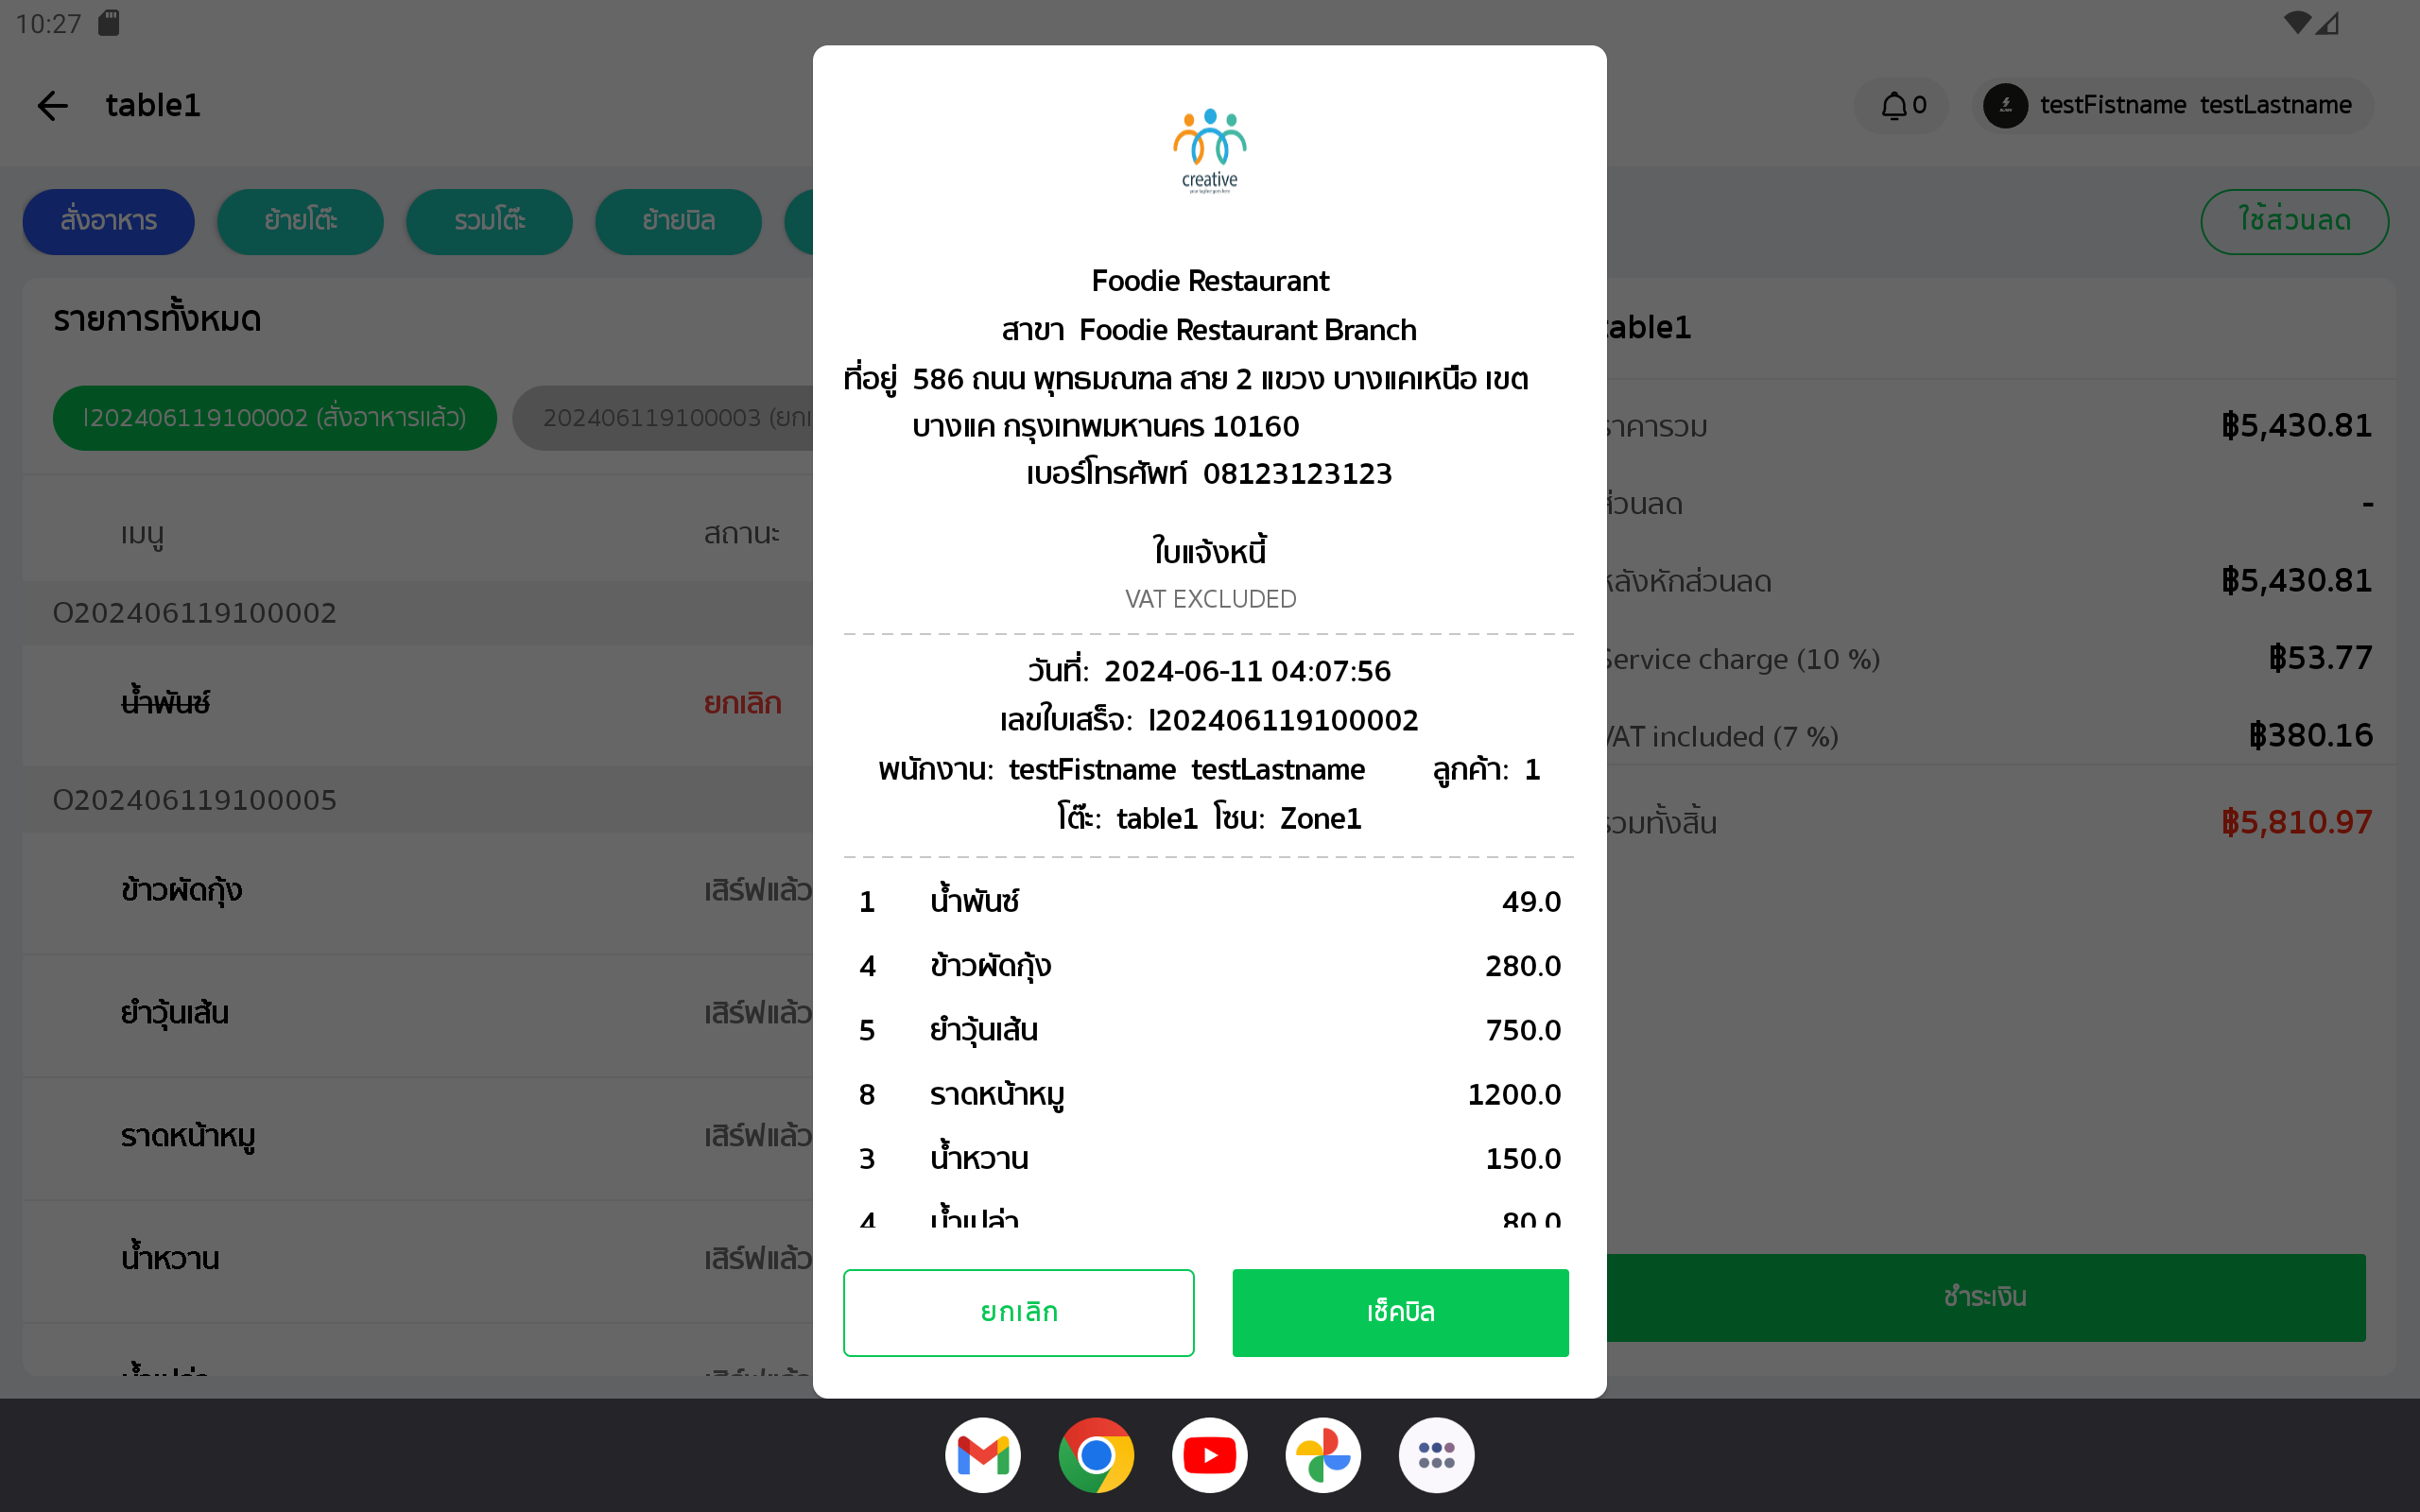 10:27
table1
0
testFistname testLastname
สั่งอาหาร
ย้ายโต๊ะ
รวมโต๊ะ
ย้ายบิล
ใช้ส่วนลด
รายการทั้งหมด
I202406119100002 (สั่งอาหารแล้ว)
202406119100003
เมนู
สถานะ
O202406119100002
น้ำพันซ์
ยกเลิก
O202406119100005
ข้าวผัดกุ้ง
เสิร์ฟแล้ว
ยำวุ้นเส้น
เสิร์ฟแล้ว
ราดหน้าหมู
เสิร์ฟแล้ว
น้ำหวาน
เสิร์ฟแล้ว
creative
Foodie Restaurant
สาขา Foodie Restaurant Branch
ที่อยู่ 586 ถนน พุทธมณฑล สาย 2 แขวง บางแคเหนือ เขต
บางแค กรุงเทพมหานคร 10160
เบอร์โทรศัพท์ 08123123123
ใบแจ้งหนี้
VAT EXCLUDED
วันที่: 2024-06-11 04:07:56
เลขใบเสร็จ: I202406119100002
พนักงาน: testFistname testLastname ลูกค้า: 1
โต๊ะ: table1 โซน: Zone1
1 น้ำพันซ์ 49.0
4 ข้าวผัดกุ้ง 280.0
5 ยำวุ้นเส้น 750.0
8 ราดหน้าหมู 1200.0
3 น้ำหวาน 150.0
4 น้ำเปล่า 80.0
ยกเลิก
เช็คบิล
table1
ราคารวม ฿5,430.81
ส่วนลด -
หลังหักส่วนลด ฿5,430.81
Service charge (10 %) ฿53.77
VAT included (7 %) ฿380.16
รวมทั้งสิ้น ฿5,810.97
ชำระเงิน